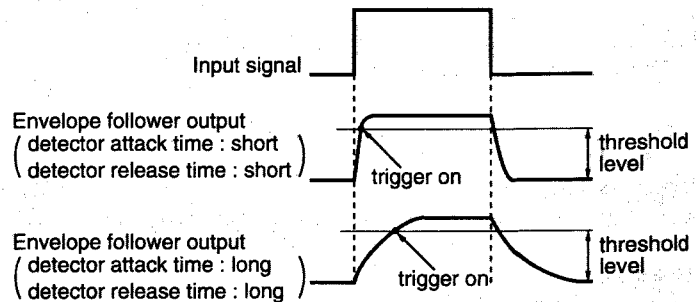 Input signal
Envelope follower output
( detector attack time : short
detector release time : short )
trigger on
threshold
level
Envelope follower output
( detector attack time : long
detector release time : long )
trigger on
threshold
level